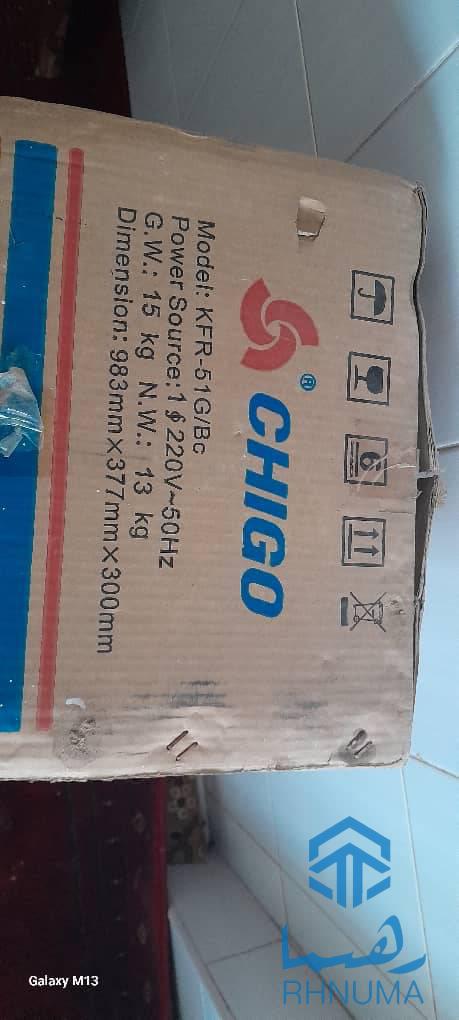 CHIGO®
Model: KFR-51G/Bc
Power Source:1 ∮ 220V~50Hz
G.W.: 15 kg N.W.: 13 kg
Dimension: 983mm×377mm×300mm
6
Galaxy M13
رهنما
RHNUMA